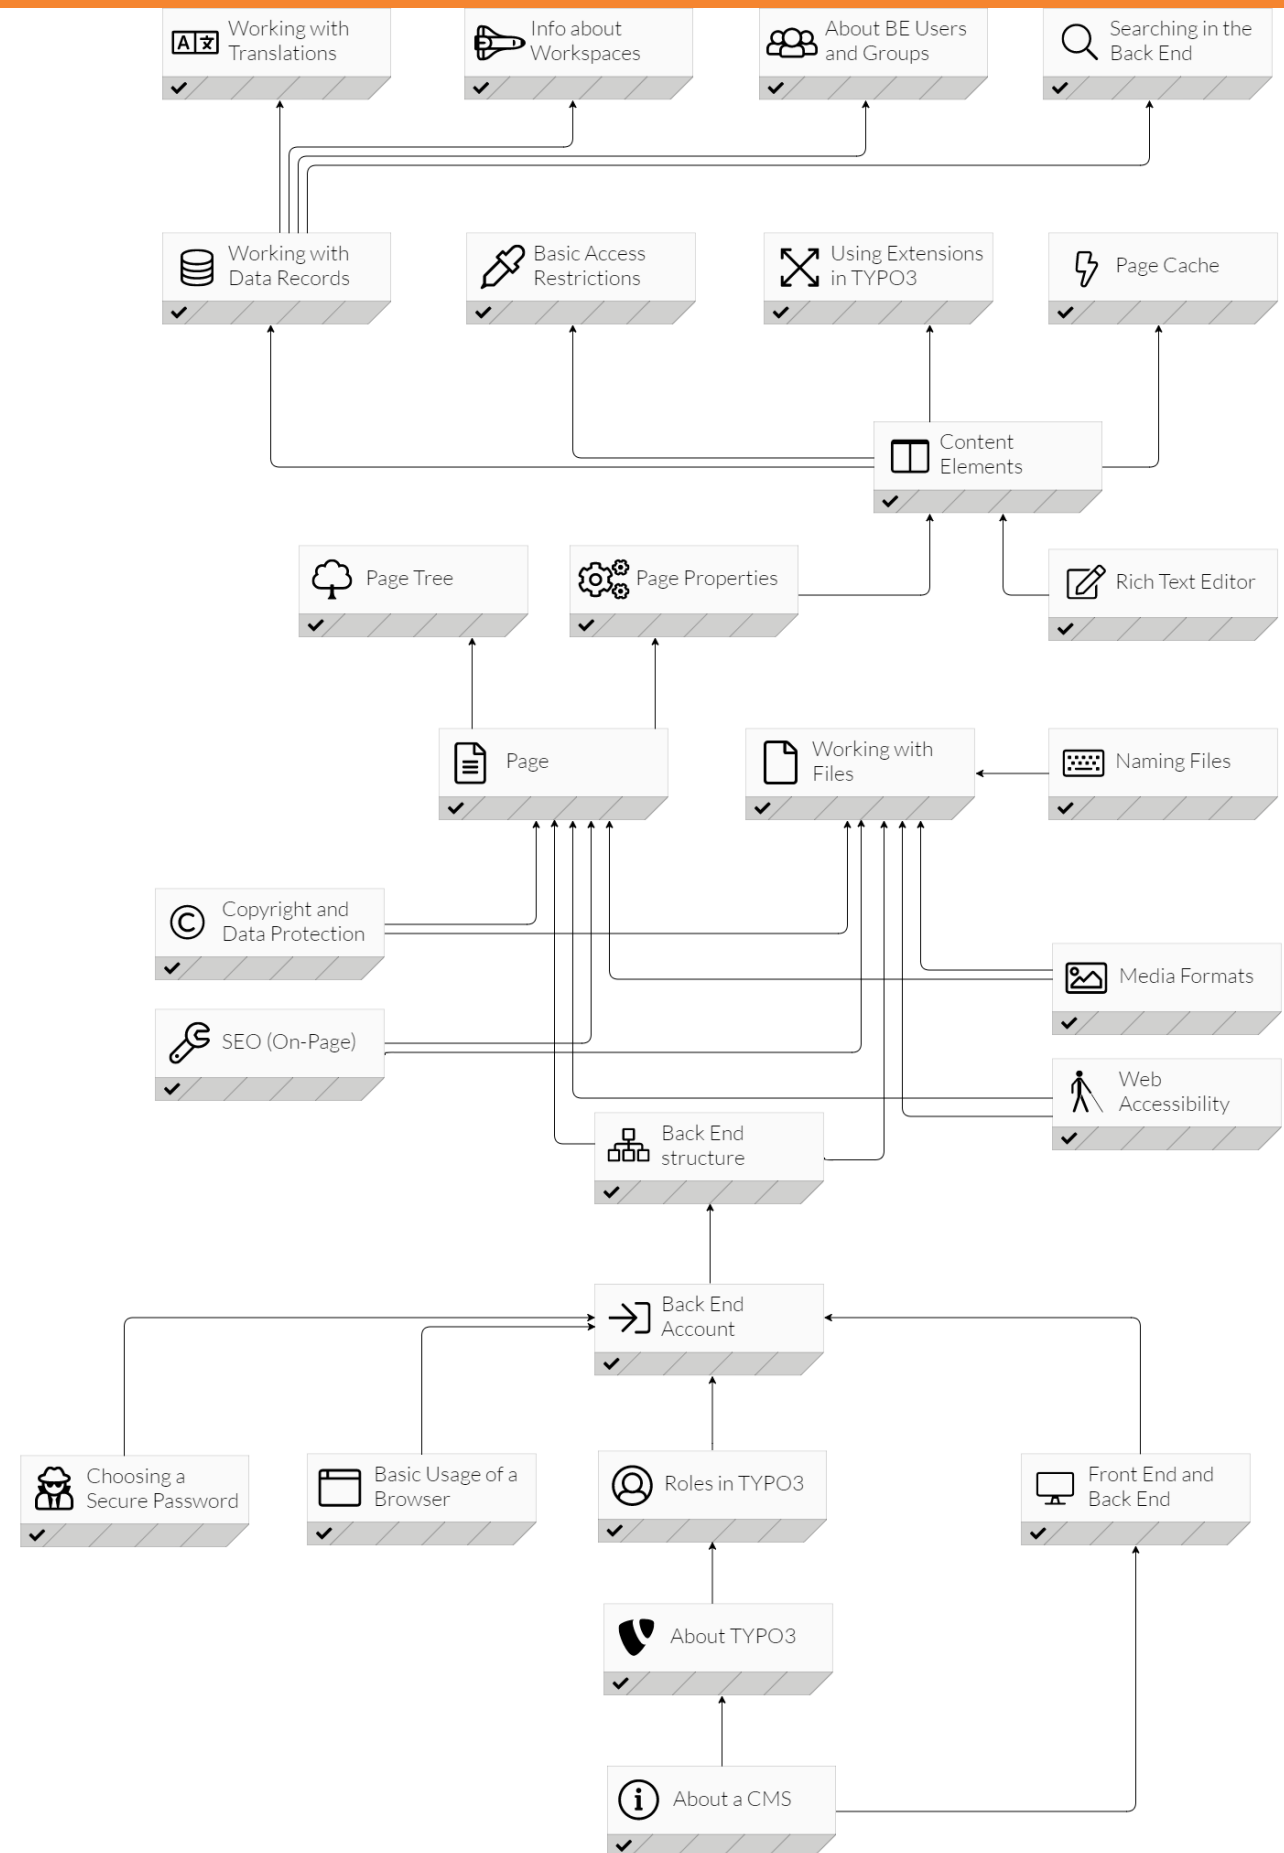 Working with
Translations
Info about
Workspaces
About BE Users
and Groups
Searching in the
Back End
Working with
Data Records
Basic Access
Restrictions
Using Extensions
in TYPO3
Page Cache
Content
Elements
Page Tree
Page Properties
Rich Text Editor
Page
Working with
Files
Naming Files
Copyright and
Data Protection
Media Formats
SEO (On-Page)
Web
Accessibility
Back End
structure
Back End
Account
Choosing a
Secure Password
Basic Usage of a
Browser
Roles in TYPO3
Front End and
Back End
About TYPO3
About a CMS